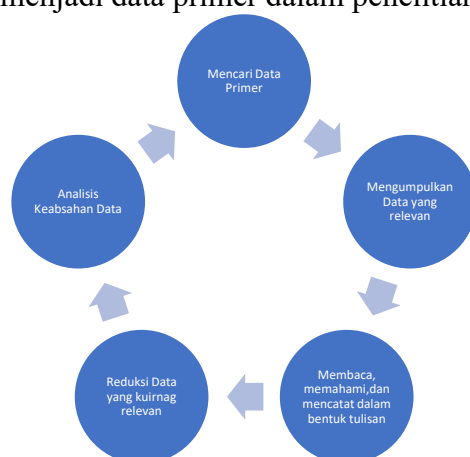 menjadi data primer dalam penelitian
Mencari Data
Primer
Mengumpulkan
Data yang
relevan
Membaca,
memahami,dan
mencatat dalam
bentuk tulisan
Reduksi Data
yang kuirnag
relevan
Analisis
Keabsahan Data